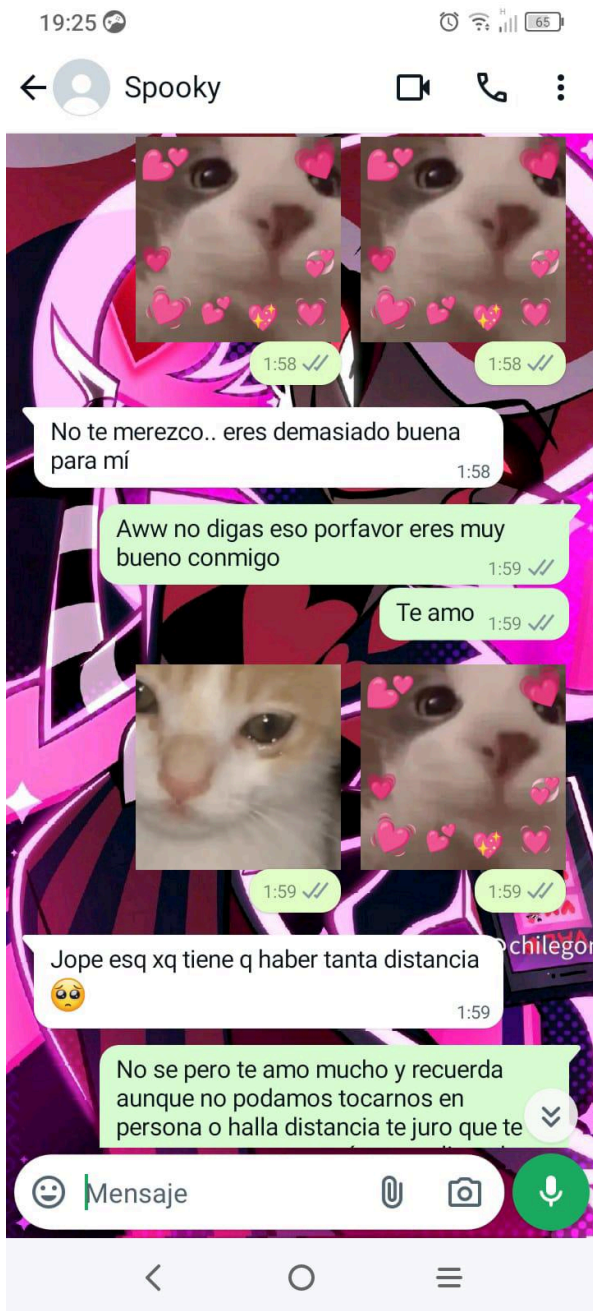 19:25
H
65
Spooky
1:58
1:58
No te merezco.. eres demasiado buena
para mí
1:58
Aww no digas eso porfavor eres muy
bueno conmigo
1:59
Te amo
1:59
1:59
1:59
chilegor
Jope esq xq tiene q haber tanta distancia
🥺
1:59
No se pero te amo mucho y recuerda
aunque no podamos tocarnos en
persona o halla distancia te juro que te
Mensaje